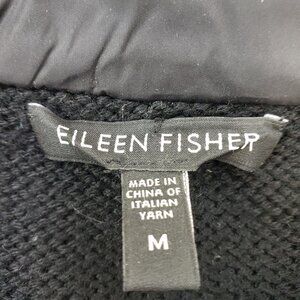 EILEEN FISHER
MADE IN
CHINA OF
ITALIAN
YARN
M